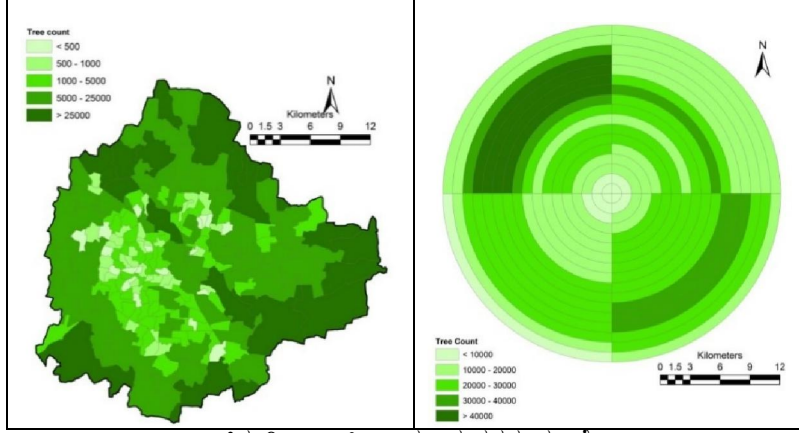 Tree count
< 500
500 - 1000
1000 - 5000
5000 - 25000
> 25000
N
Kilometers
0 1.5 3 6 9 12
N
Tree Count
< 10000
10000 - 20000
20000 - 30000
30000 - 40000
> 40000
Kilometers
0 1.5 3 6 9 12